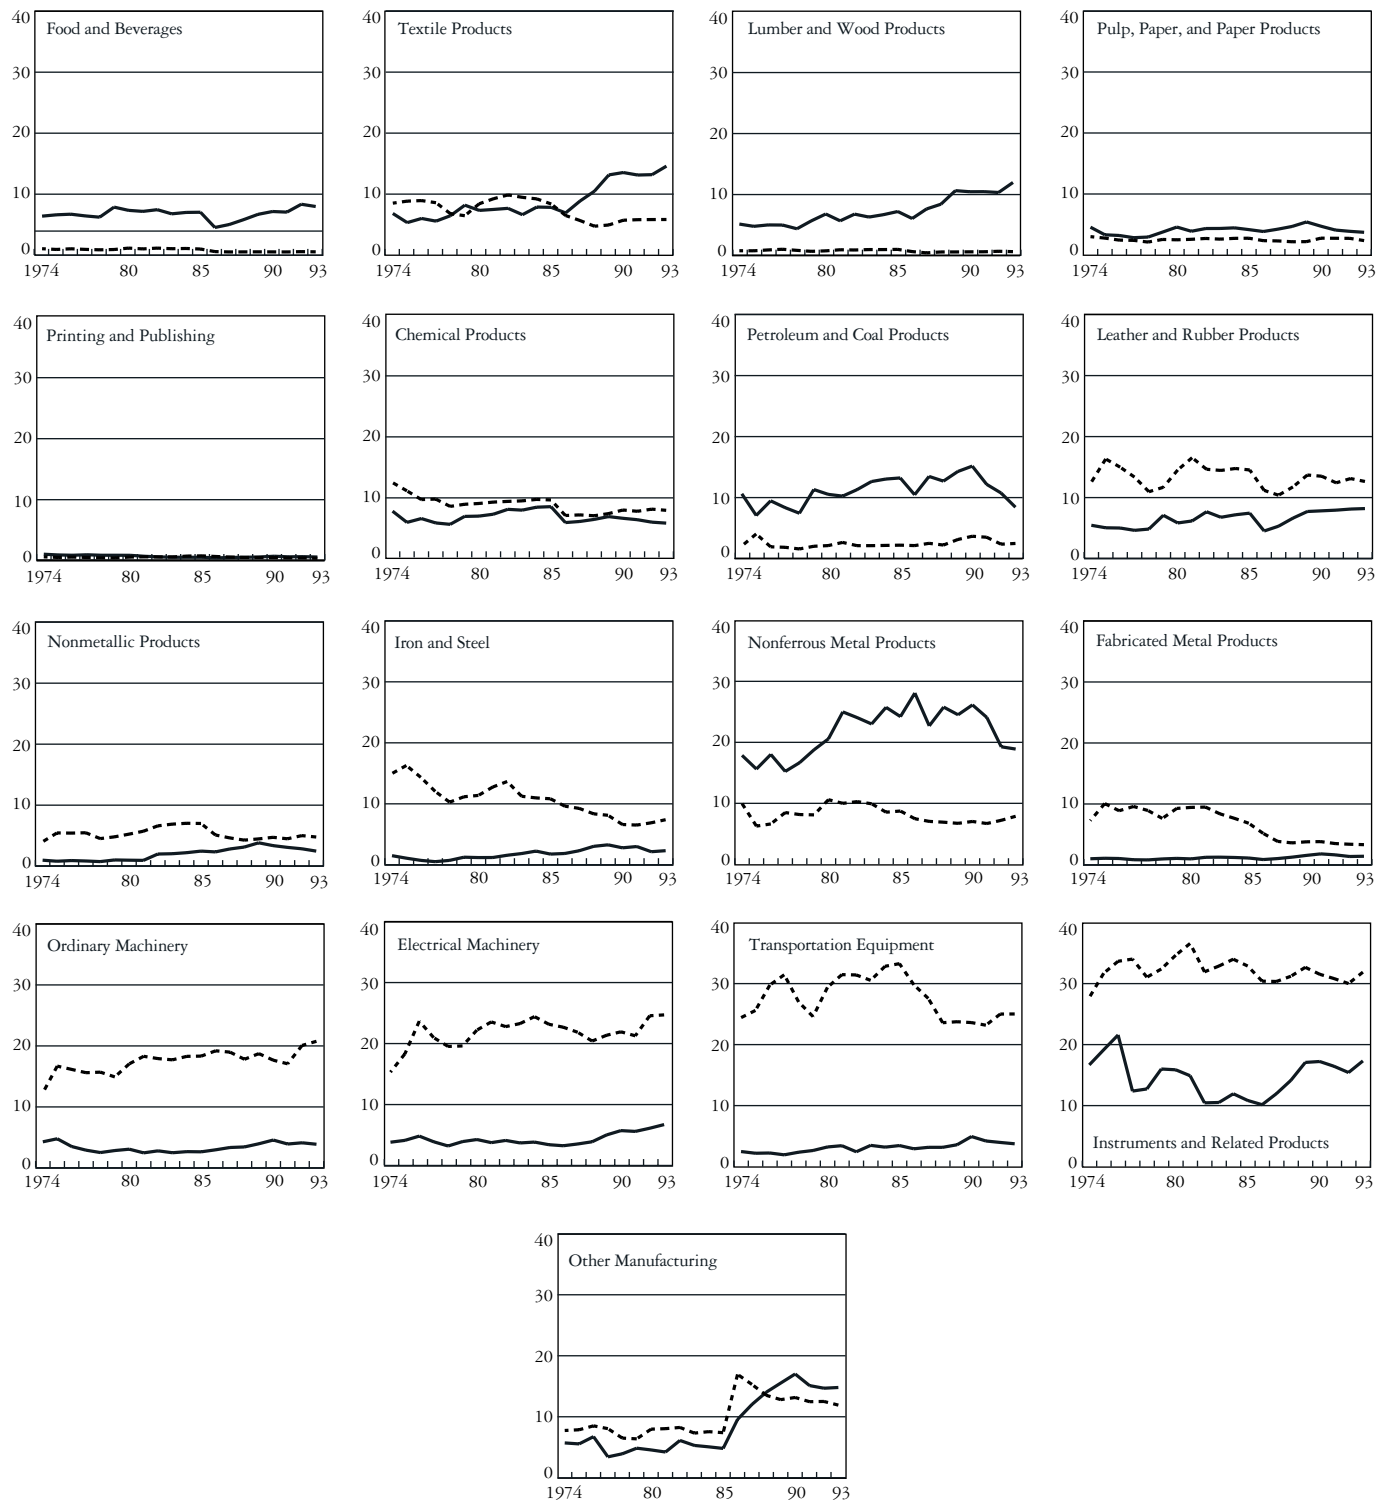 40
Food and Beverages
30
20
10
0
1974 80 85 90 93
40
Textile Products
30
20
10
0
1974 80 85 90 93
40
Lumber and Wood Products
30
20
10
0
1974 80 85 90 93
40
Pulp, Paper, and Paper Products
30
20
10
0
1974 80 85 90 93
40
Printing and Publishing
30
20
10
0
1974 80 85 90 93
40
Chemical Products
30
20
10
0
1974 80 85 90 93
40
Petroleum and Coal Products
30
20
10
0
1974 80 85 90 93
40
Leather and Rubber Products
30
20
10
0
1974 80 85 90 93
40
Nonmetallic Products
30
20
10
0
1974 80 85 90 93
40
Iron and Steel
30
20
10
0
1974 80 85 90 93
40
Nonferrous Metal Products
30
20
10
0
1974 80 85 90 93
40
Fabricated Metal Products
30
20
10
0
1974 80 85 90 93
40
Ordinary Machinery
30
20
10
0
1974 80 85 90 93
40
Electrical Machinery
30
20
10
0
1974 80 85 90 93
40
Transportation Equipment
30
20
10
0
1974 80 85 90 93
40
30
20
10
Instruments and Related Products
0
1974 80 85 90 93
40
Other Manufacturing
30
20
10
0
1974 80 85 90 93